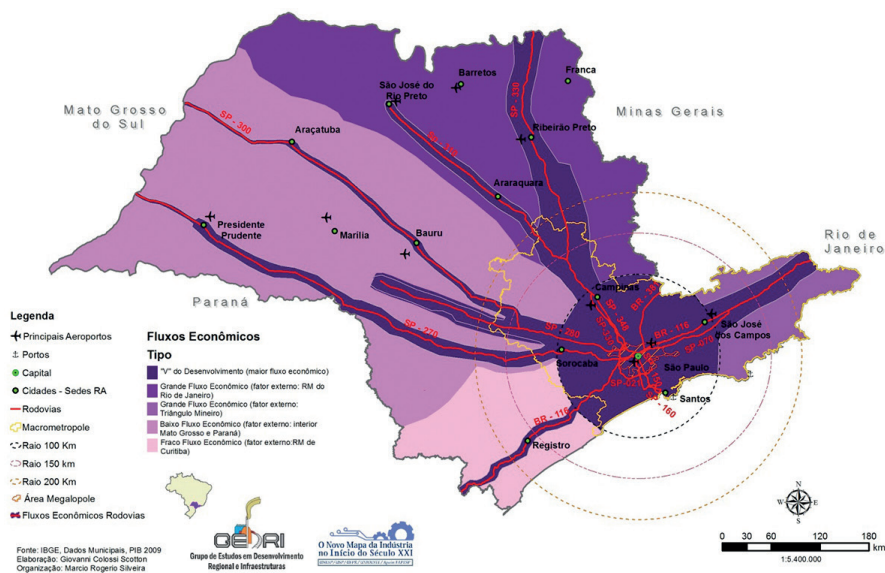 Mato Grosso
do Sul
Minas Gerais
Rio de
Janeiro
Paraná
Franca
Barretos
São José do
Rio Preto
SP - 330
Ribeirão Preto
SP - 300
Araçatuba
SP - 310
Araraquara
Presidente
Prudente
Marília
Bauru
Campinas
SP - 348
BR - 381
BR - 116
SP - 070
São José
dos Campos
SP - 280
SP - 270
Sorocaba
São Paulo
Santos
BR - 116
Registro
Legenda
Principais Aeroportos
Portos
Capital
Cidades - Sedes RA
Rodovias
Macrometropole
Raio 100 Km
Raio 150 km
Raio 200 Km
Área Megalopole
Fluxos Econômicos Rodovias
Fluxos Econômicos
Tipo
"V" do Desenvolvimento (maior fluxo econômico)
Grande Fluxo Econômico (fator externo: RM do
Rio de Janeiro)
Grande Fluxo Econômico (fator externo:
Triângulo Mineiro)
Baixo Fluxo Econômico (fator externo: interior
Mato Grosso e Paraná)
Fraco Fluxo Econômico (fator externo:RM de
Curitiba)
Fonte: IBGE, Dados Municipais, PIB 2009
Elaboração: Giovanni Colossi Scotton
Organização: Marcio Rogerio Silveira
GEDRI
Grupo de Estudos em Desenvolvimento
Regional e Infraestruturas
O Novo Mapa da Indústria
no Início do Século XXI
N
W
E
S
0 30 60 120 180
km
1:5.400.000